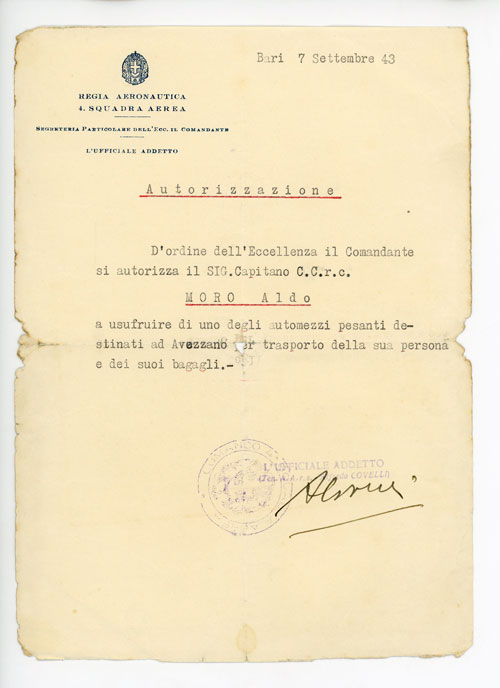 Bari 7 Settembre 43
REGIA AERONAUTICA
4. SQUADRA AEREA
SEGRETERIA PARTICOLARE DELL'ECC. IL COMANDANTE
L'UFFICIALE ADDETTO
Autorizzazione
D'ordine dell'Eccellenza il Comandante
si autorizza il SIG.Capitano C.C.r.c.
MORO Aldo
a usufruire di uno degli automezzi pesanti de-
stinati ad Avezzano per trasporto della sua persona
e dei suoi bagagli.-
COMANDO
L'UFFICIALE ADDETTO
COVELLI)